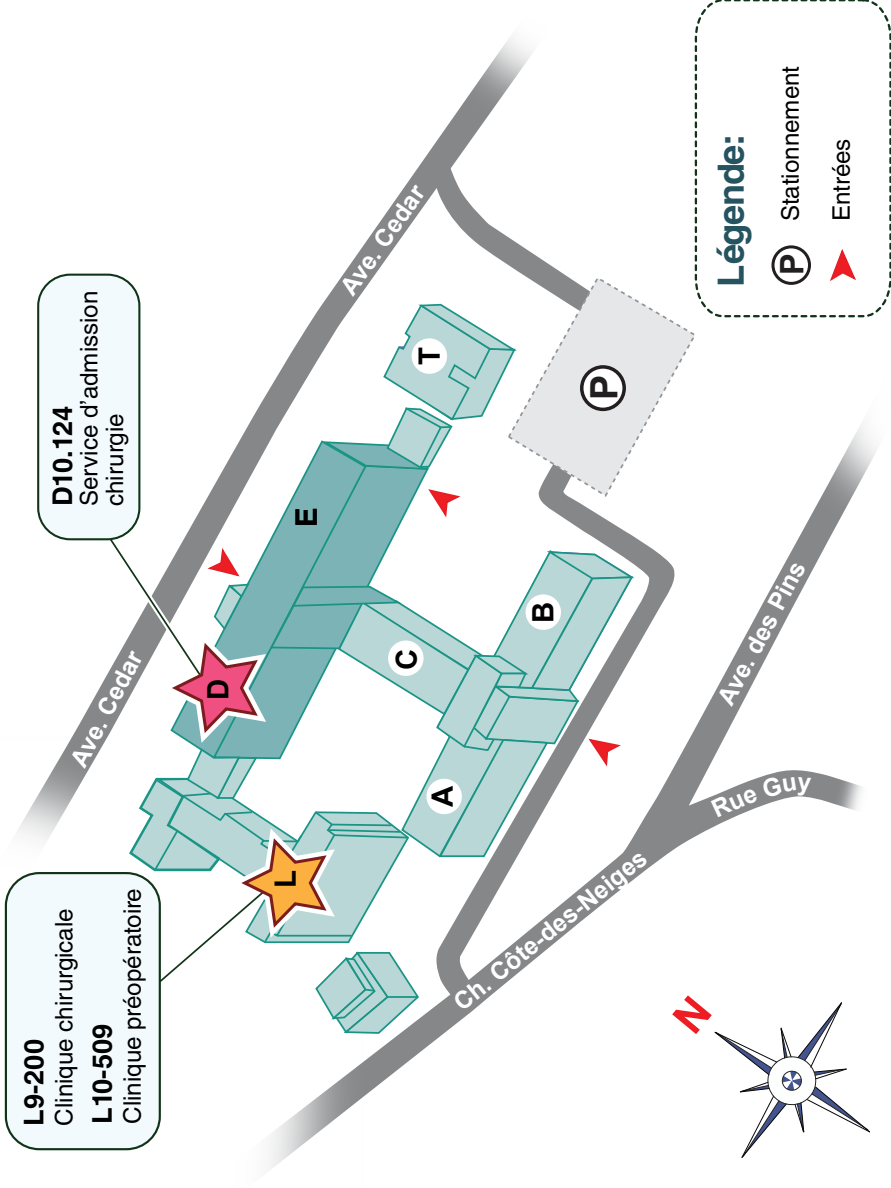 L9-200
Clinique chirurgicale
L10-509
Clinique préopératoire
D10.124
Service d'admission
chirurgie
Ave. Cedar
Ave. Cedar
D
E
T
L
C
A
B
P
Ch. Côte-des-Neiges
Rue Guy
Ave. des Pins
N
Légende:
P Stationnement
Entrées